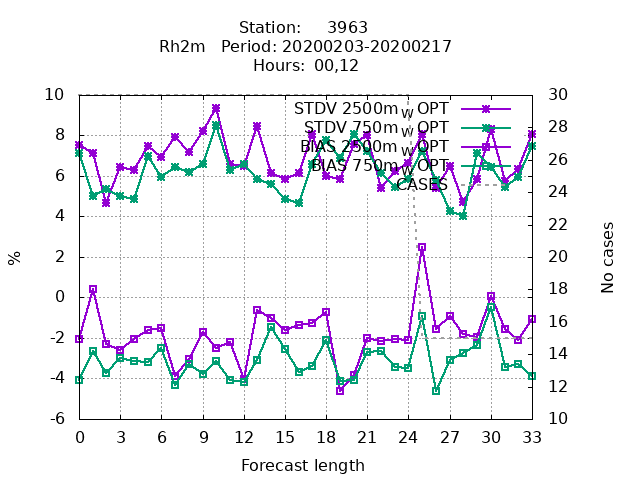 Station: 3963
Rh2m Period: 20200203-20200217
Hours: 00,12
STDV 2500m W OPT
STDV 750m W OPT
BIAS 2500m W OPT
BIAS 750m W OPT
CASES
10
8
6
4
2
0
-2
-4
-6
%
30
28
26
24
22
20
18
16
14
12
10
No cases
0 3 6 9 12 15 18 21 24 27 30 33
Forecast length